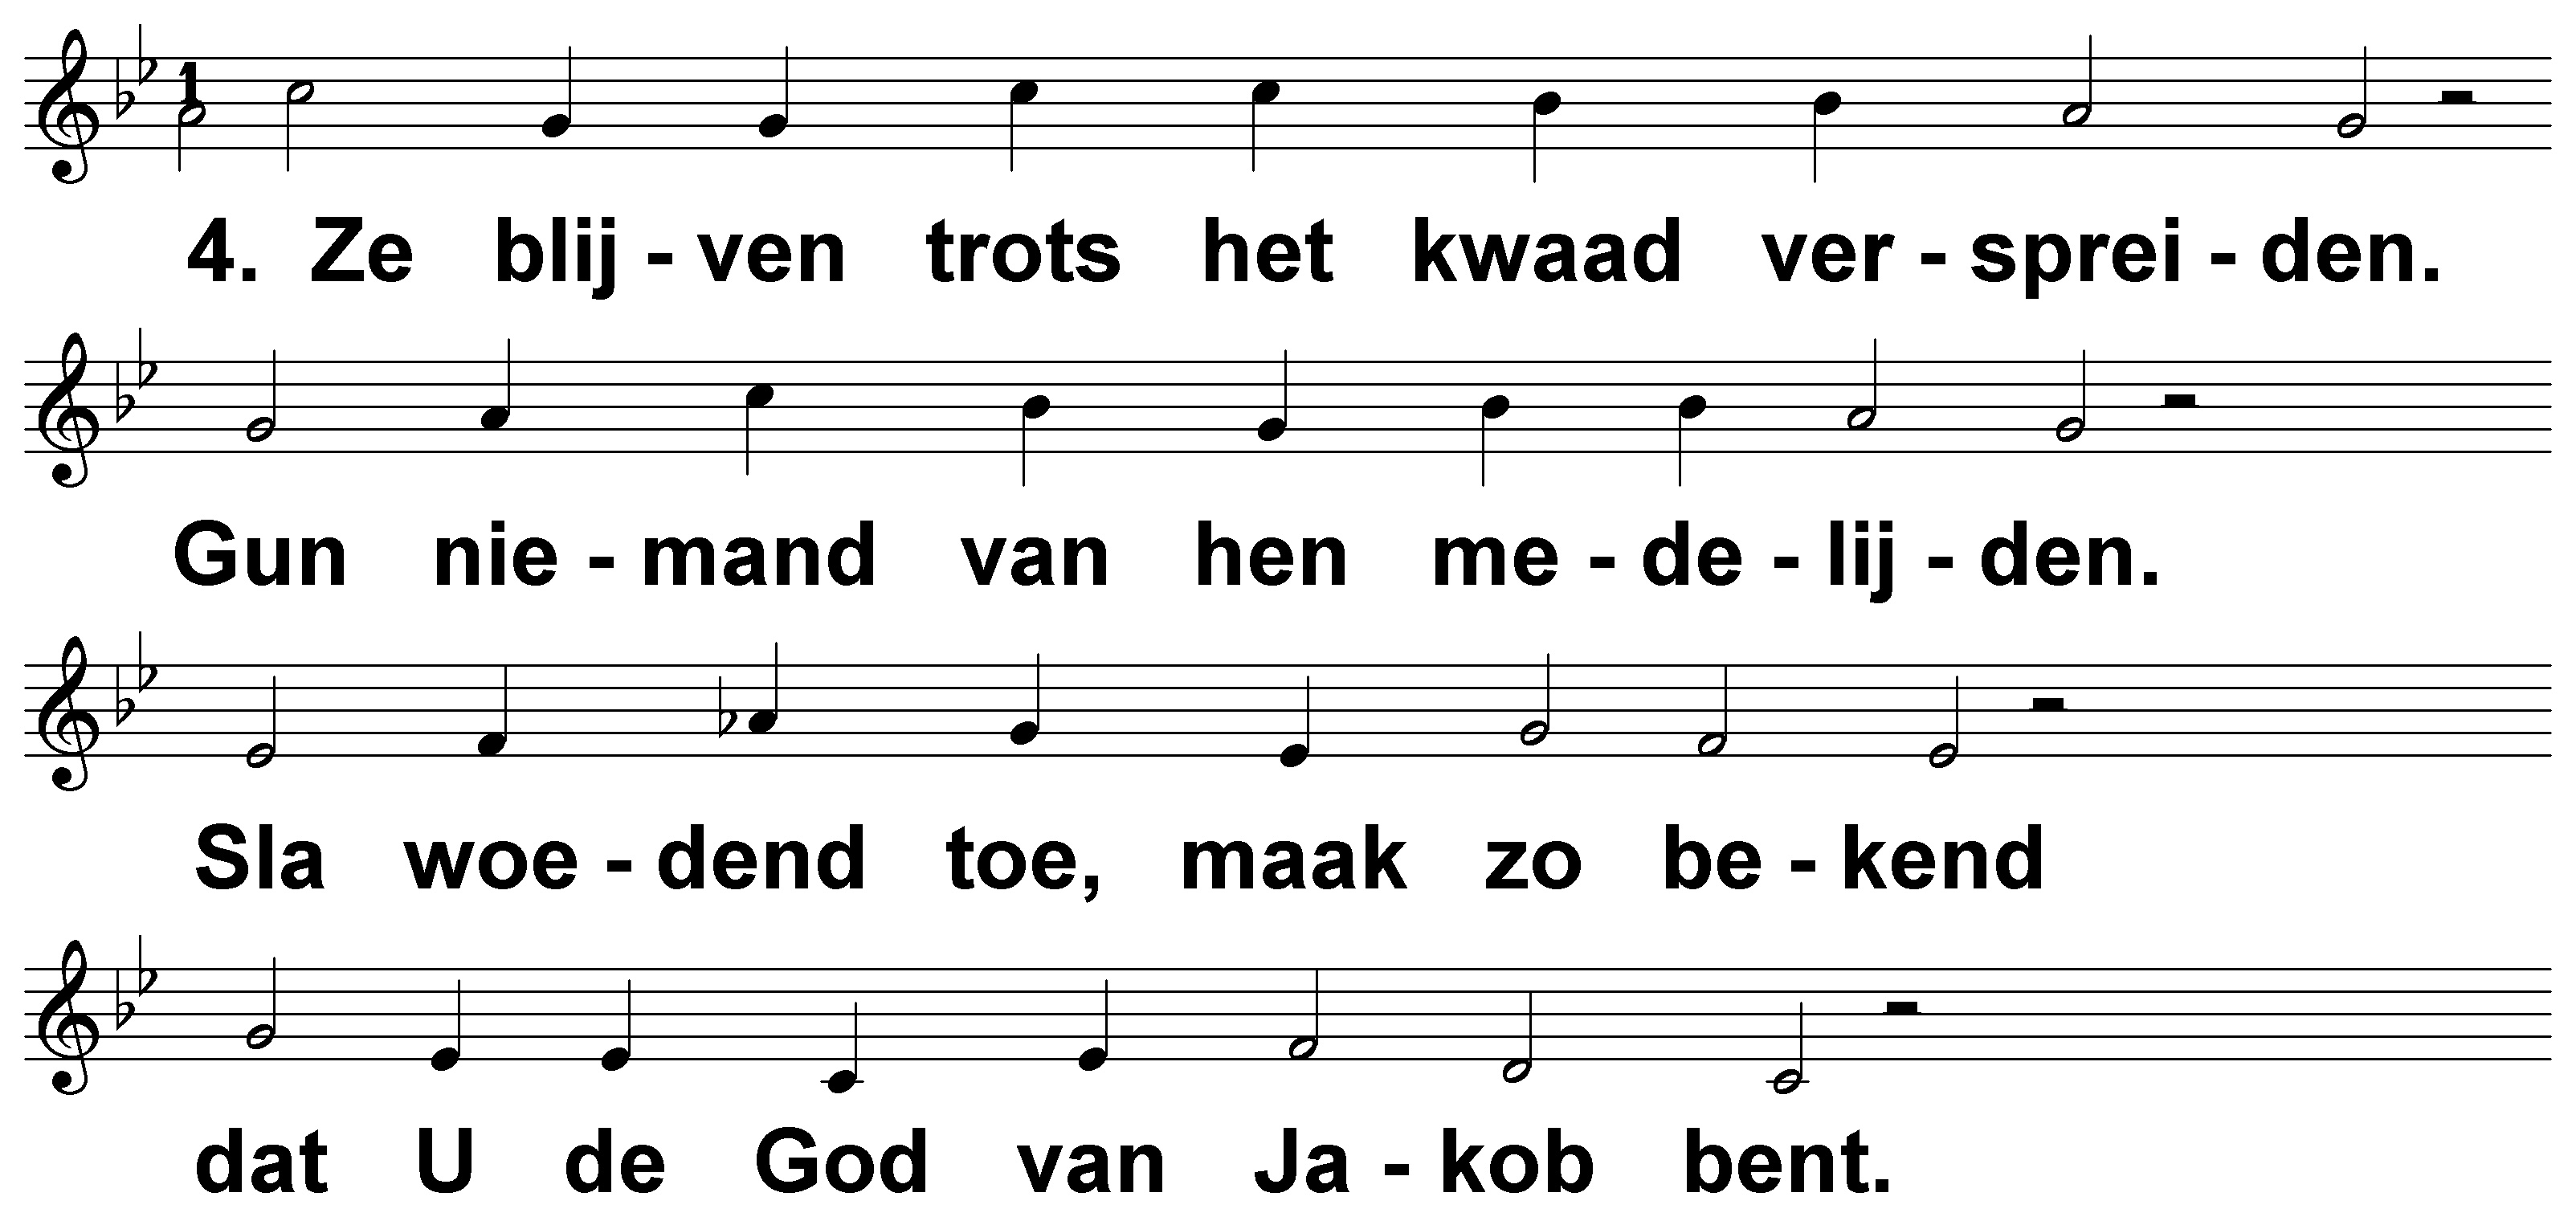 1
4. Ze blij - ven trots het kwaad ver - sprei - den.
Gun nie - mand van hen me - de - lij - den.
Sla woe - dend toe, maak zo be - kend
dat U de God van Ja - kob bent.